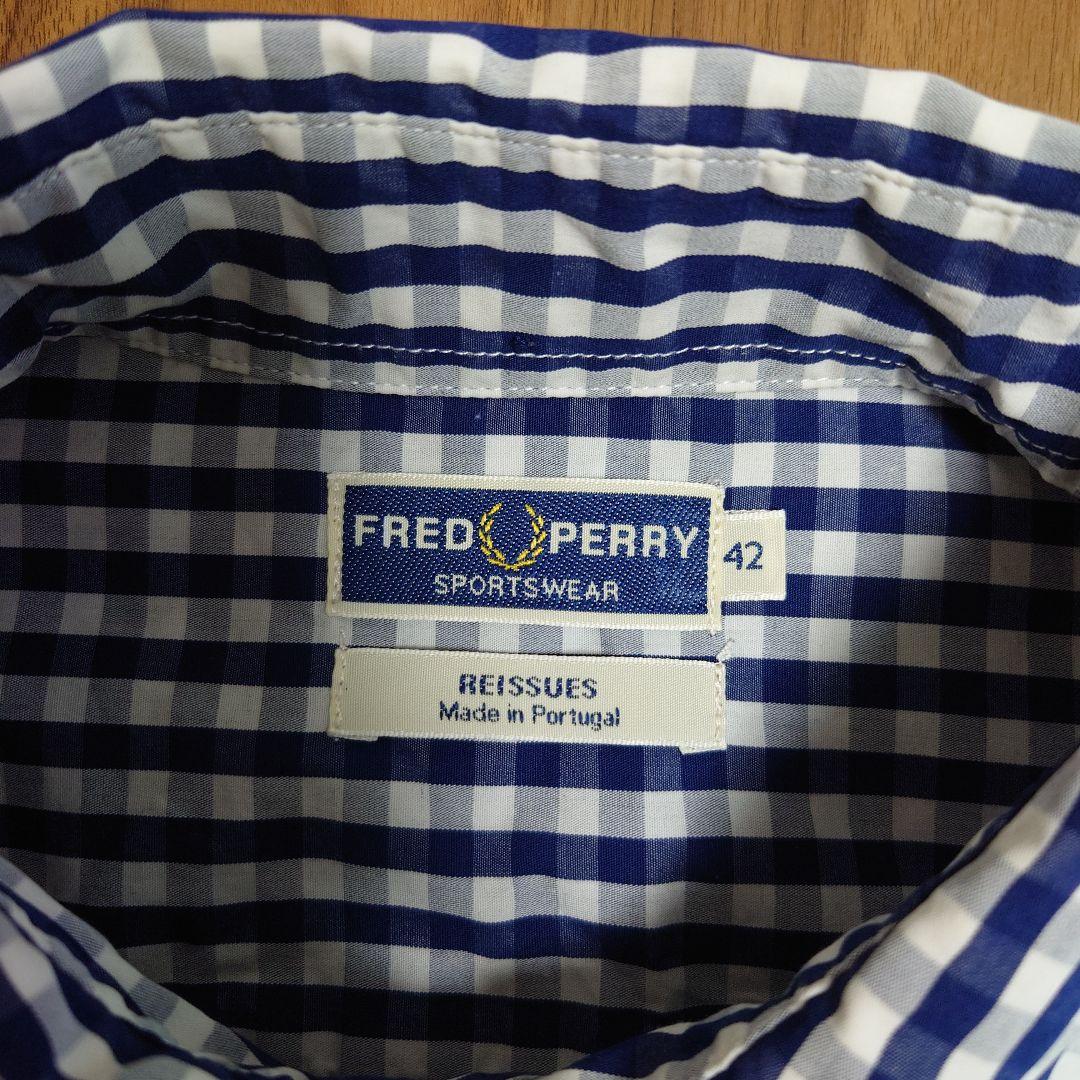 FRED PERRY
SPORTSWEAR
42
REISSUES
Made in Portugal